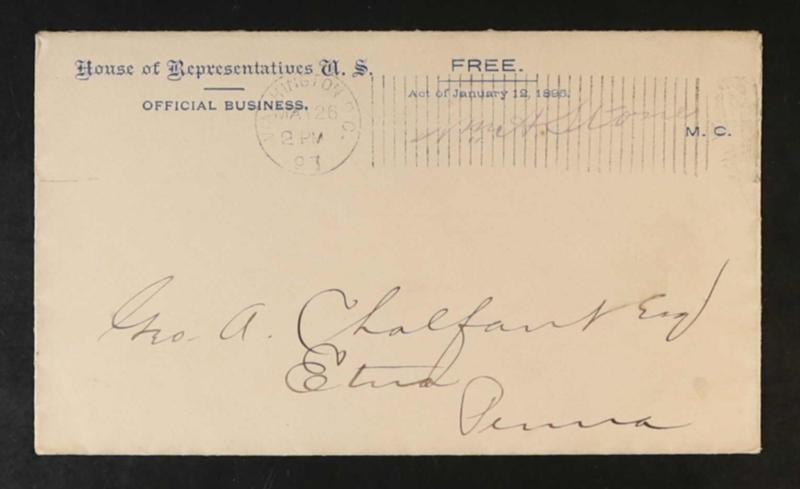 House of Representatives U. S.
OFFICIAL BUSINESS.
FREE.
Act of January 12, 1895.
Wm A. Stone
M. C.
WASHINGTON, D.C.
MAY 26
2 PM
97
Geo. A. Chalfant Esq
Etna
Penna